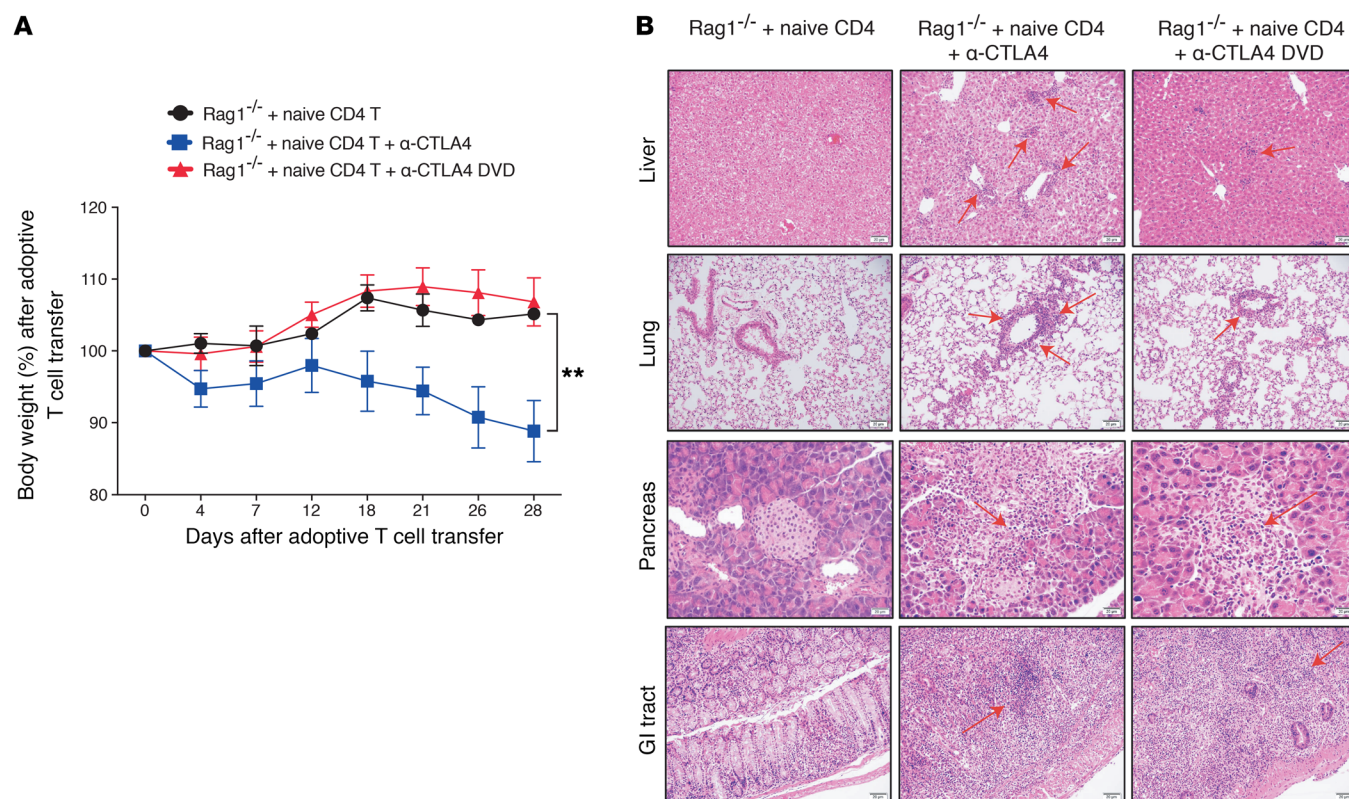 A
Rag1-/- + naive CD4 T
Rag1-/- + naive CD4 T + α-CTLA4
Rag1-/- + naive CD4 T + α-CTLA4 DVD
Body weight (%) after adoptive
T cell transfer
120
110
100
90
80
**
0 4 7 12 18 21 26 28
Days after adoptive T cell transfer
B
Rag1-/- + naive CD4
Rag1-/- + naive CD4
+ α-CTLA4
Rag1-/- + naive CD4
+ α-CTLA4 DVD
Liver
Lung
Pancreas
GI tract